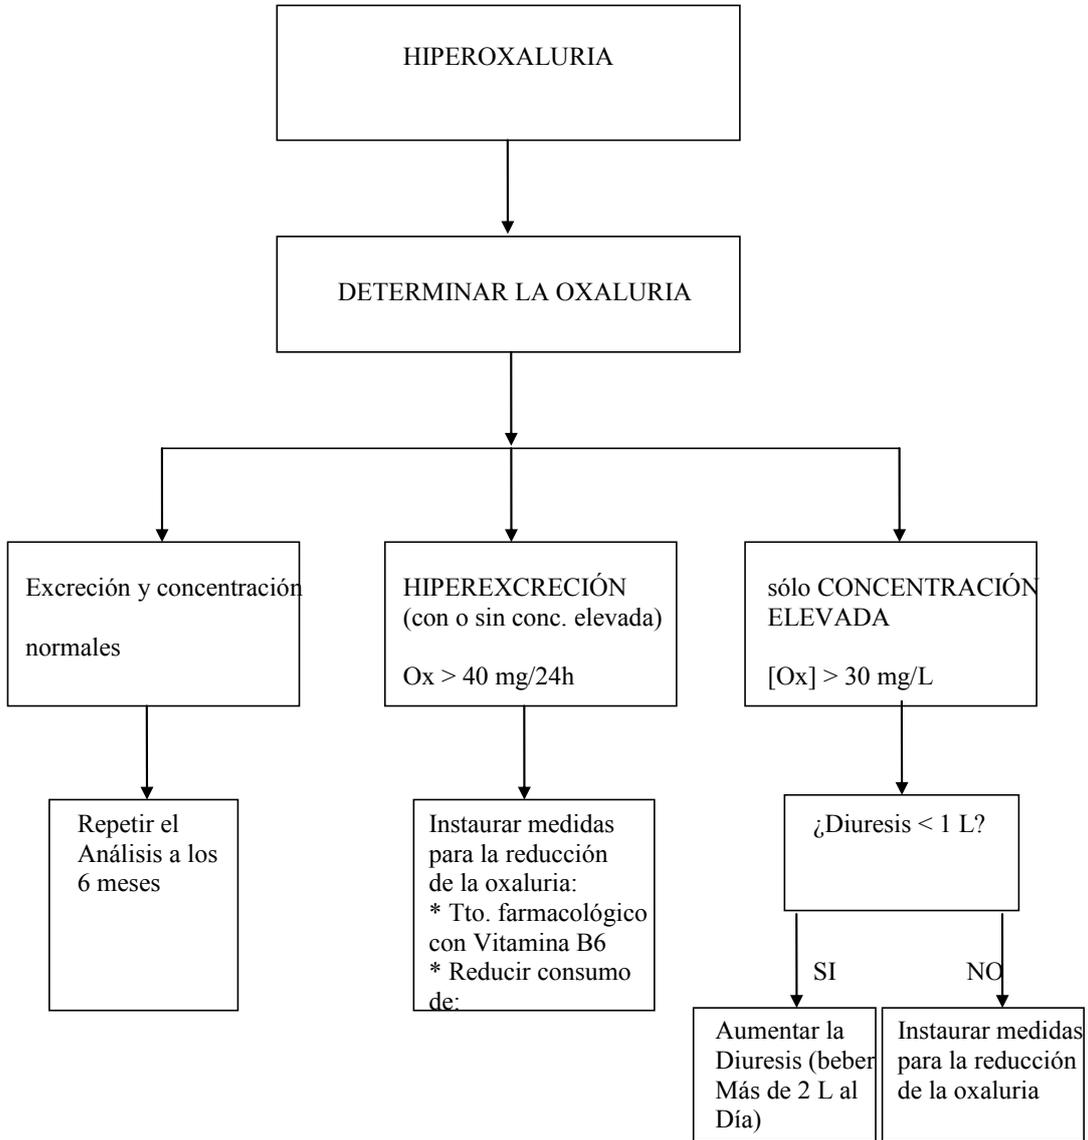 HIPEROXALURIA
DETERMINAR LA OXALURIA
Excreción y concentración
normales
HIPEREXCRECIÓN
(con o sin conc. elevada)
Ox > 40 mg/24h
sólo CONCENTRACIÓN
ELEVADA
[Ox] > 30 mg/L
Repetir el
Análisis a los
6 meses
Instaurar medidas
para la reducción
de la oxaluria:
* Tto. farmacológico
con Vitamina B6
* Reducir consumo
de:
¿Diuresis < 1 L?
SI
NO
Aumentar la
Diuresis (beber
Más de 2 L al
Día)
Instaurar medidas
para la reducción
de la oxaluria